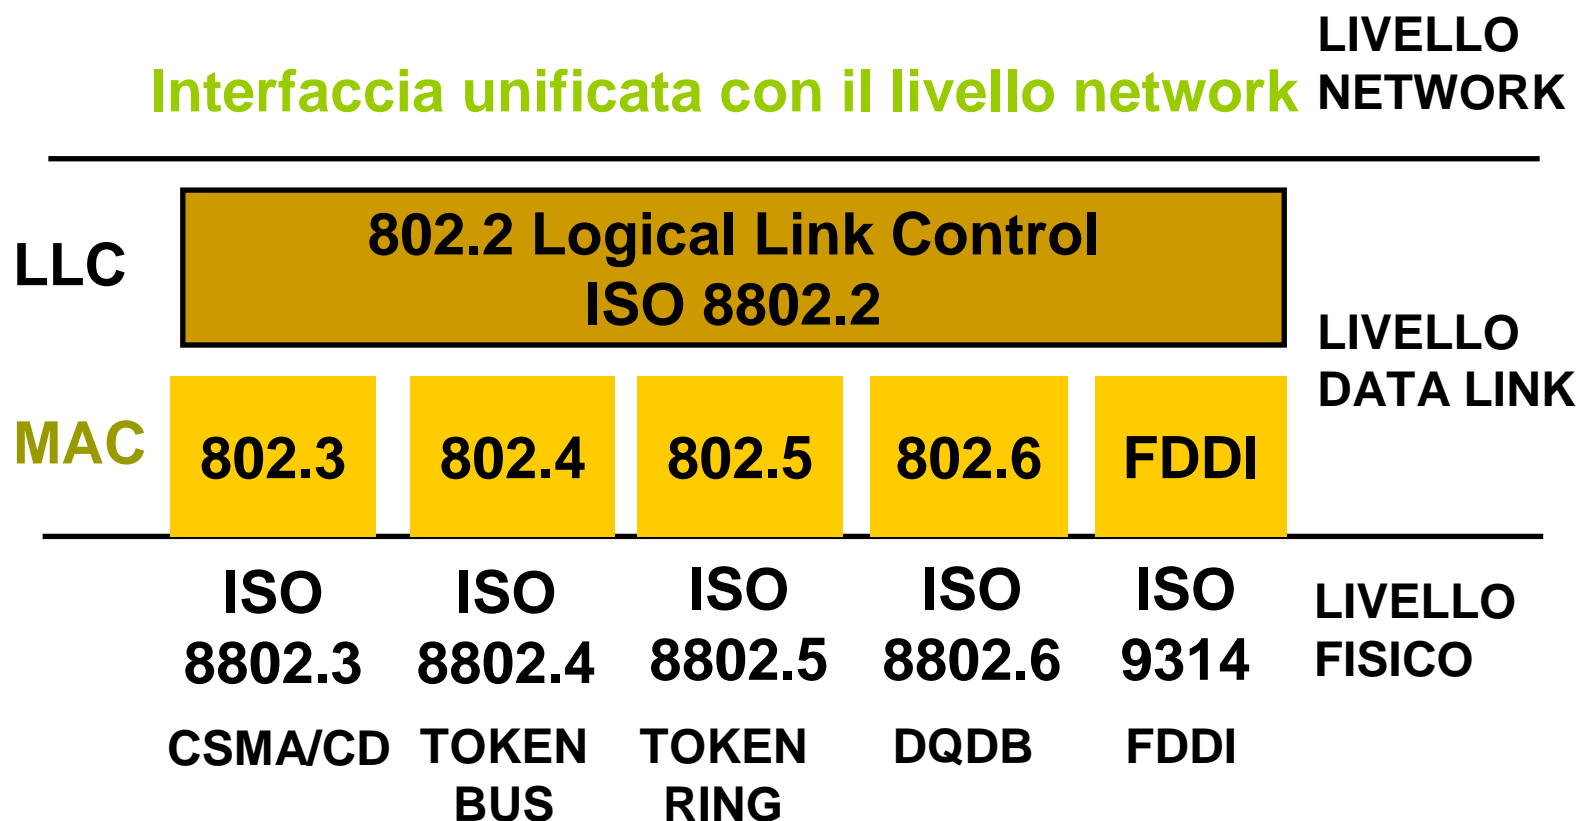 LIVELLO
Interfaccia unificata con il livello network NETWORK
802.2 Logical Link Control
LLC
ISO 8802.2
LIVELLO
DATA LINK
MAC 802.3 802.4 802.5 802.6 FDDI
ISO ISO ISO ISO ISO
8802.3 8802.4 8802.5 8802.6 9314
LIVELLO
FISICO
CSMA/CD TOKEN TOKEN DQDB FDDI
BUS RING